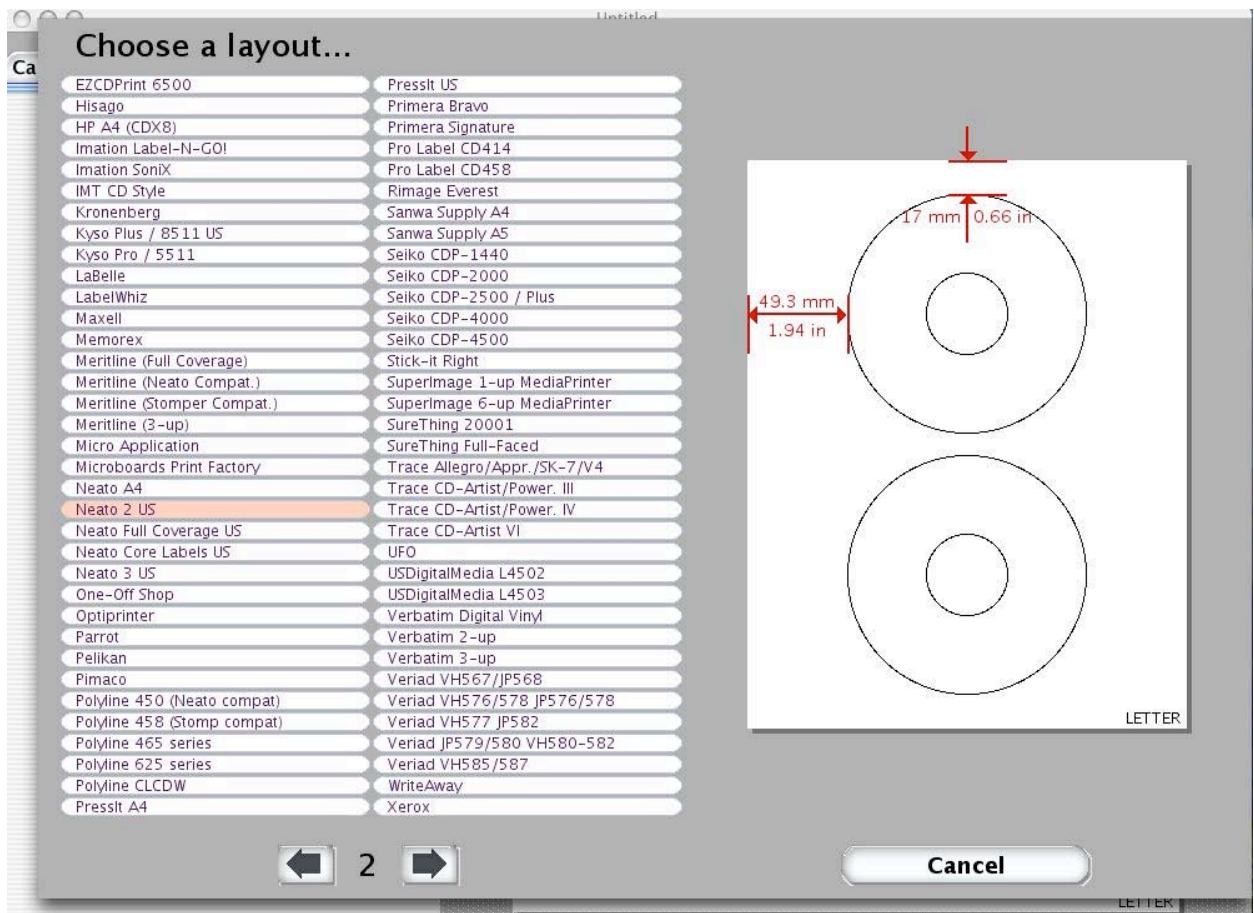 Untitled
Choose a layout...
Ca
EZCDPrint 6500
Hisago
HP A4 (CDX8)
Imation Label-N-GO!
Imation SoniX
IMT CD Style
Kronenberg
Kyso Plus / 8511 US
Kyso Pro / 5511
LaBelle
LabelWhiz
Maxell
Memorex
Meritline (Full Coverage)
Meritline (Neato Compat.)
Meritline (Stomper Compat.)
Meritline (3-up)
Micro Application
Microboards Print Factory
Neato A4
Neato 2 US
Neato Full Coverage US
Neato Core Labels US
Neato 3 US
One-Off Shop
Optiprinter
Parrot
Pelikan
Pimaco
Polyline 450 (Neato compat)
Polyline 458 (Stomp compat)
Polyline 465 series
Polyline 625 series
Polyline CLCDW
PressIt A4
PressIt US
Primera Bravo
Primera Signature
Pro Label CD414
Pro Label CD458
Rimage Everest
Sanwa Supply A4
Sanwa Supply A5
Seiko CDP-1440
Seiko CDP-2000
Seiko CDP-2500 / Plus
Seiko CDP-4000
Seiko CDP-4500
Stick-it Right
SuperImage 1-up MediaPrinter
SuperImage 6-up MediaPrinter
SureThing 20001
SureThing Full-Faced
Trace Allegro/Appr./SK-7/V4
Trace CD-Artist/Power. III
Trace CD-Artist/Power. IV
Trace CD-Artist VI
UFO
USDigitalMedia L4502
USDigitalMedia L4503
Verbatim Digital Vinyl
Verbatim 2-up
Verbatim 3-up
Veriad VH567/JP568
Veriad VH576/578 JP576/578
Veriad VH577 JP582
Veriad JP579/580 VH580-582
Veriad VH585/587
WriteAway
Xerox
17 mm 0.66 in
49.3 mm
1.94 in
LETTER
2
Cancel
LETTER